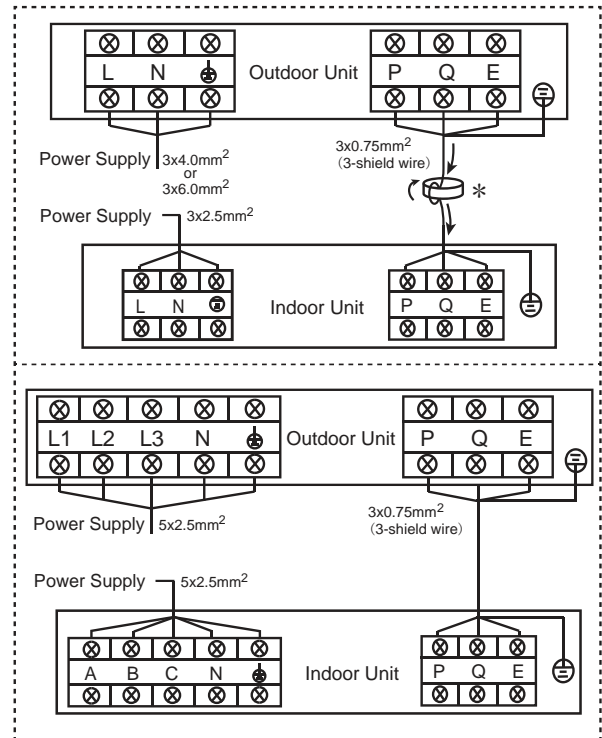 L N Outdoor Unit P Q E
Power Supply 3x4.0mm²
or
3x6.0mm²
3x0.75mm²
(3-shield wire)
*
Power Supply 3x2.5mm²
L N Indoor Unit P Q E
L1 L2 L3 N Outdoor Unit P Q E
Power Supply 5x2.5mm²
3x0.75mm²
(3-shield wire)
Power Supply 5x2.5mm²
A B C N Indoor Unit P Q E